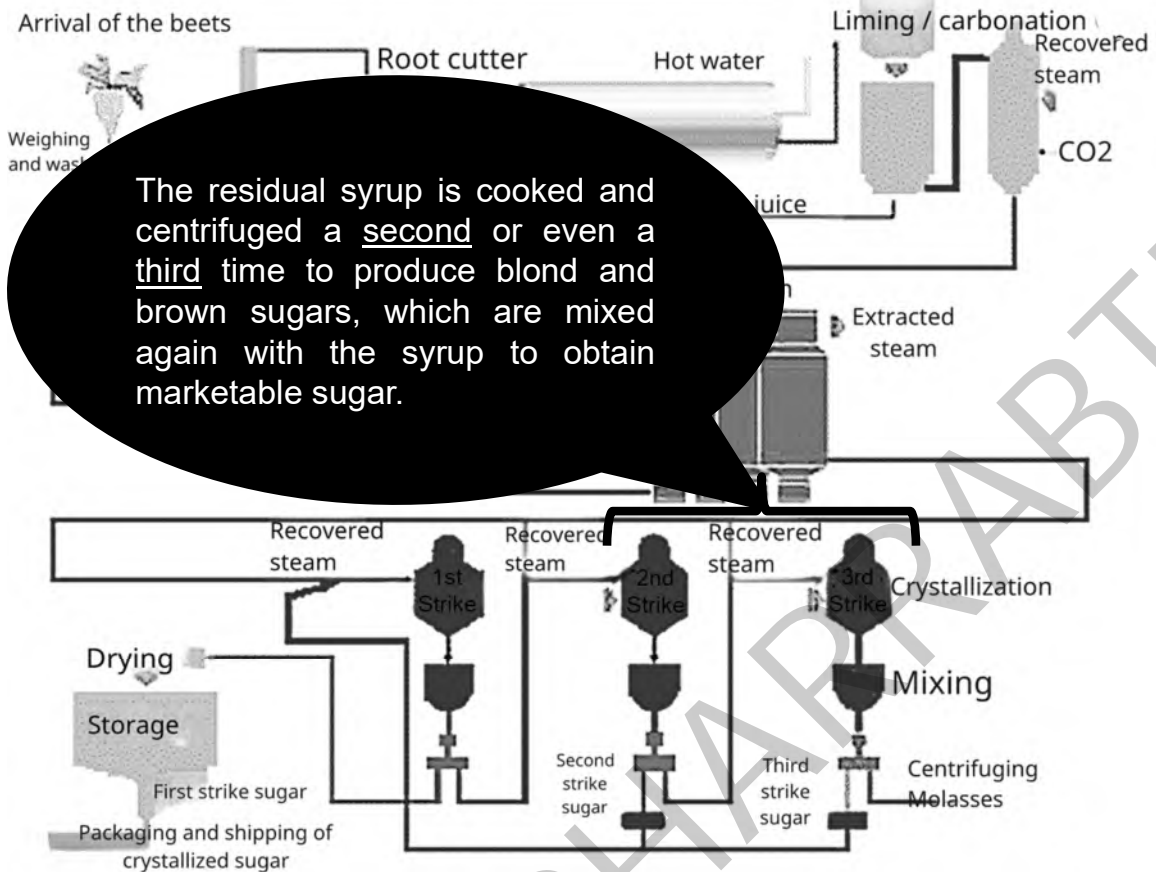 Arrival of the beets
Liming / carbonation
Root cutter
Hot water
Recovered
steam
Weighing
and
CO2
juice
The residual syrup is cooked and
centrifuged a second or even a
third time to produce blond and
brown sugars, which are mixed
again with the syrup to obtain
marketable sugar.
Extracted
steam
Recovered
steam
Recovered
steam
Recovered
steam
1st
Strike
2nd
Strike
3rd
Strike
Crystallization
Drying
Mixing
Storage
Second
strike
sugar
Third
strike
sugar
Centrifuging
Molasses
First strike sugar
Packaging and shipping of
crystallized sugar